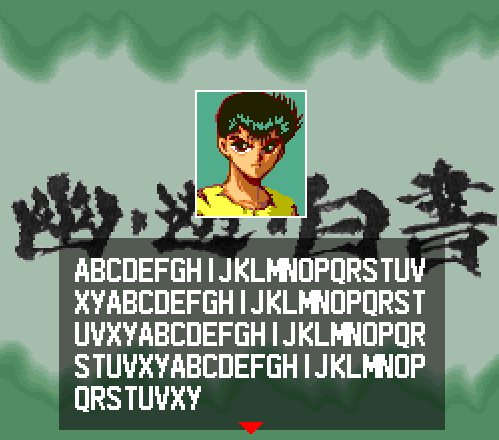 幽・遊・白書
ABCDEFGHIJKLMNOPQRSTUV
XYABCDEFGHIJKLMNOPQRST
UVXYABCDEFGHIJKLMNOPQR
STUVXYABCDEFGHIJKLMNOP
QRSTUVXY